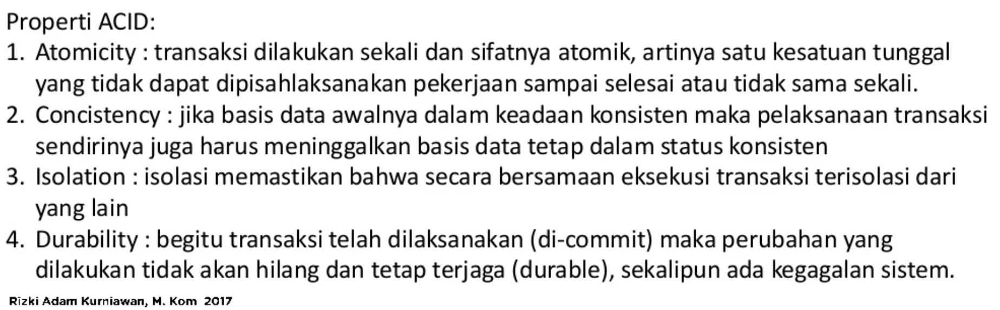 Properti ACID:
1. Atomicity : transaksi dilakukan sekali dan sifatnya atomik, artinya satu kesatuan tunggal
yang tidak dapat dipisahlaksanakan pekerjaan sampai selesai atau tidak sama sekali.
2. Concistency : jika basis data awalnya dalam keadaan konsisten maka pelaksanaan transaksi
sendirinya juga harus meninggalkan basis data tetap dalam status konsisten
3. Isolation : isolasi memastikan bahwa secara bersamaan eksekusi transaksi terisolasi dari
yang lain
4. Durability : begitu transaksi telah dilaksanakan (di-commit) maka perubahan yang
dilakukan tidak akan hilang dan tetap terjaga (durable), sekalipun ada kegagalan sistem.
Rizki Adam Kurniawan, M. Kom 2017